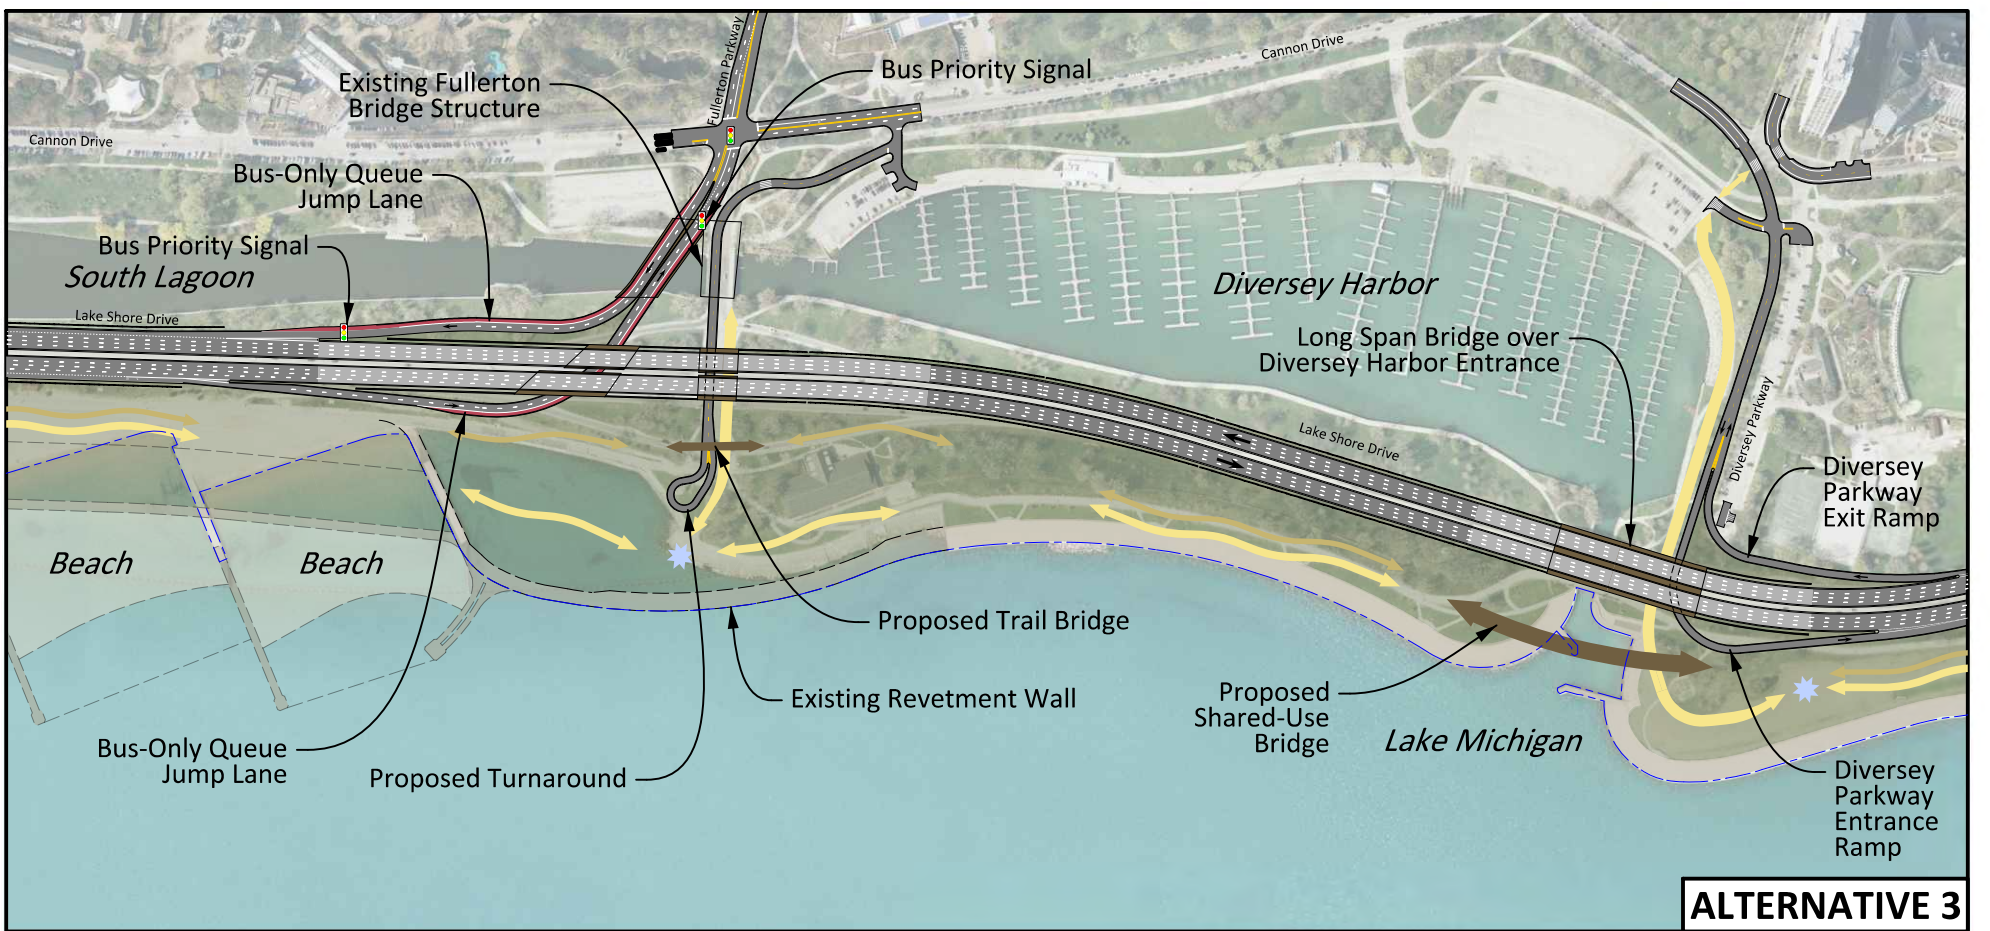 Fullerton Parkway
Cannon Drive
Existing Fullerton
Bridge Structure
Bus Priority Signal
Cannon Drive
Bus-Only Queue
Jump Lane
Bus Priority Signal
South Lagoon
Diversey Harbor
Lake Shore Drive
Long Span Bridge over
Diversey Harbor Entrance
Lake Shore Drive
Diversey Parkway
Diversey
Parkway
Exit Ramp
Beach
Beach
Proposed Trail Bridge
Existing Revetment Wall
Proposed
Shared-Use
Bridge
Lake Michigan
Bus-Only Queue
Jump Lane
Proposed Turnaround
Diversey
Parkway
Entrance
Ramp
ALTERNATIVE 3